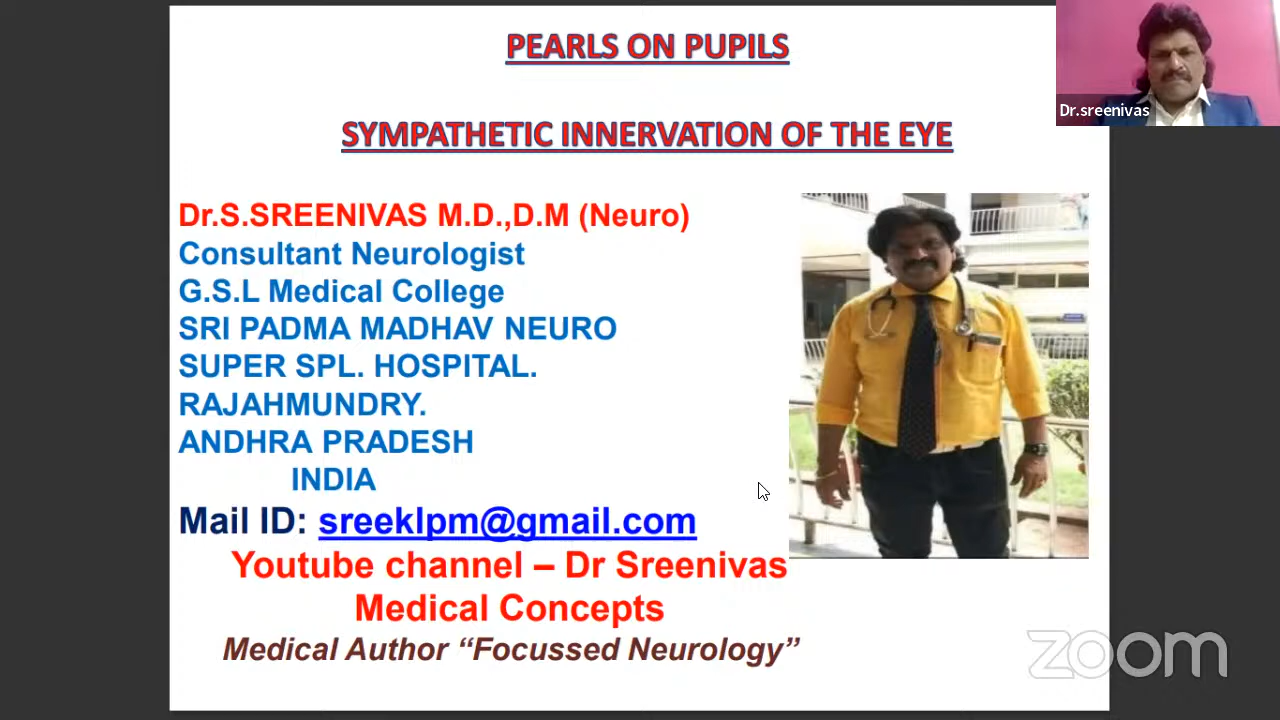 PEARLS ON PUPILS
SYMPATHETIC INNERVATION OF THE EYE
Dr.sreenivas
Dr.S.SREENIVAS M.D.,D.M (Neuro)
Consultant Neurologist
G.S.L Medical College
SRI PADMA MADHAV NEURO
SUPER SPL. HOSPITAL.
RAJAHMUNDRY.
ANDHRA PRADESH
INDIA
Mail ID: sreeklpm@gmail.com
Youtube channel – Dr Sreenivas
Medical Concepts
Medical Author “Focussed Neurology”
zoom